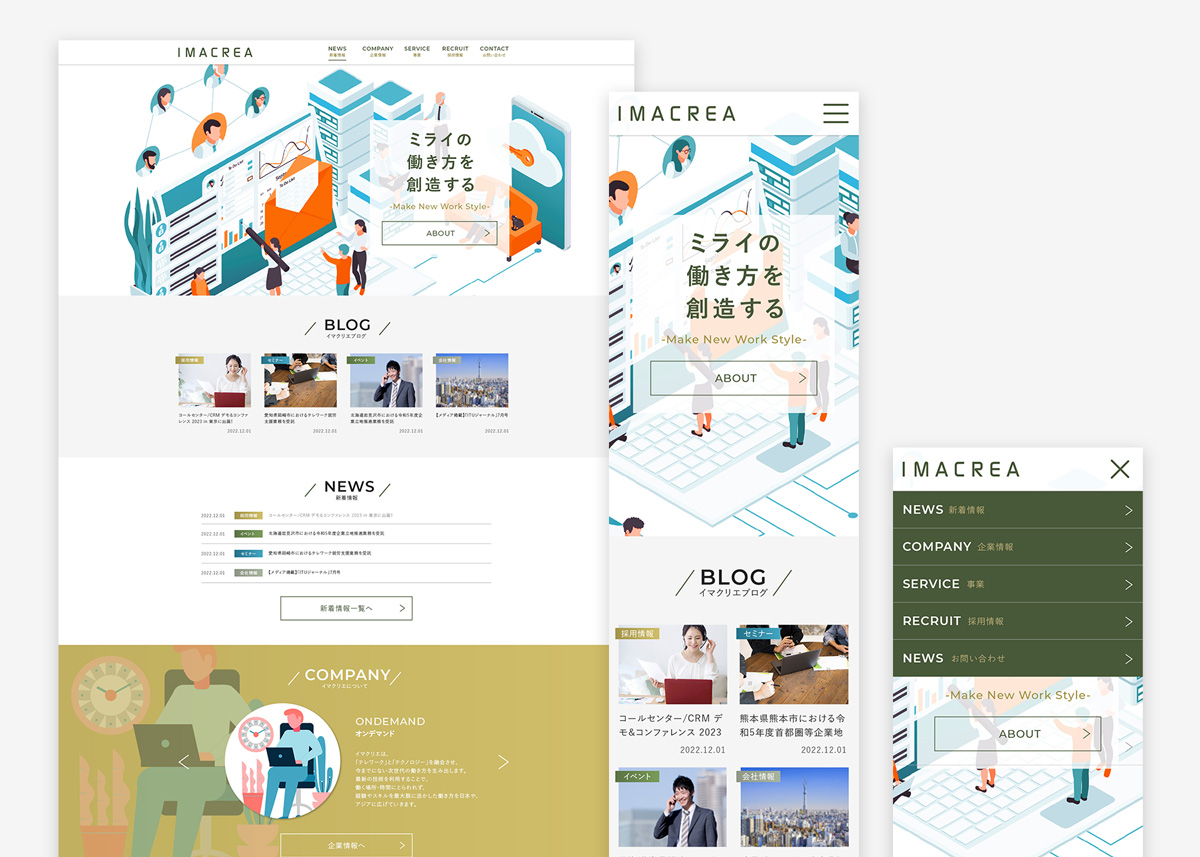 IMACREA
NEWS
新着情報
COMPANY
企業情報
SERVICE
事業
RECRUIT
採用情報
CONTACT
お問い合わせ
To Do List
To Do List
ミライの
働き方を
創造する
-Make New Work Style-
ABOUT
BLOG
イマクリエブログ
採用情報
コールセンター/CRM デモ&コンファ
レンス 2023 in 東京に出展!
2022.12.01
セミナー
愛知県岡崎市におけるテレワーク就労
支援業務を受託
2022.12.01
イベント
北海道岩見沢市における令和5年度企
業立地推進業務を受託
2022.12.01
会社情報
【メディア掲載】「ITUジャーナル」7月号
2022.12.01
NEWS
新着情報
2022.12.01 採用情報 コールセンター/CRM デモ&コンファレンス 2023 in 東京に出展!
2022.12.01 イベント 北海道岩見沢市における令和5年度企業立地推進業務を受託
2022.12.01 セミナー 愛知県岡崎市におけるテレワーク就労支援業務を受託
2022.12.01 会社情報 【メディア掲載】「ITUジャーナル」7月号
新着情報一覧へ
COMPANY
イマクリエについて
ONDEMAND
オンデマンド
イマクリエは、
「テレワーク」と「テクノロジー」を融合させ、
今までにない次世代の働き方を生み出します。
最新の技術を利用することで、
働く場所・時間にとらわれず、
経験やスキルを最大限に活かした働き方を日本や、
アジアに広げていきます。
企業情報へ
IMACREA
ミライの
働き方を
創造する
-Make New Work Style-
ABOUT
BLOG
イマクリエブログ
採用情報
コールセンター/CRM デ
モ&コンファレンス 2023
2022.12.01
セミナー
熊本県熊本市における令
和5年度首都圏等企業地
2022.12.01
イベント
会社情報
IMACREA
NEWS 新着情報
COMPANY 企業情報
SERVICE 事業
RECRUIT 採用情報
NEWS お問い合わせ
-Make New Work Style-
ABOUT